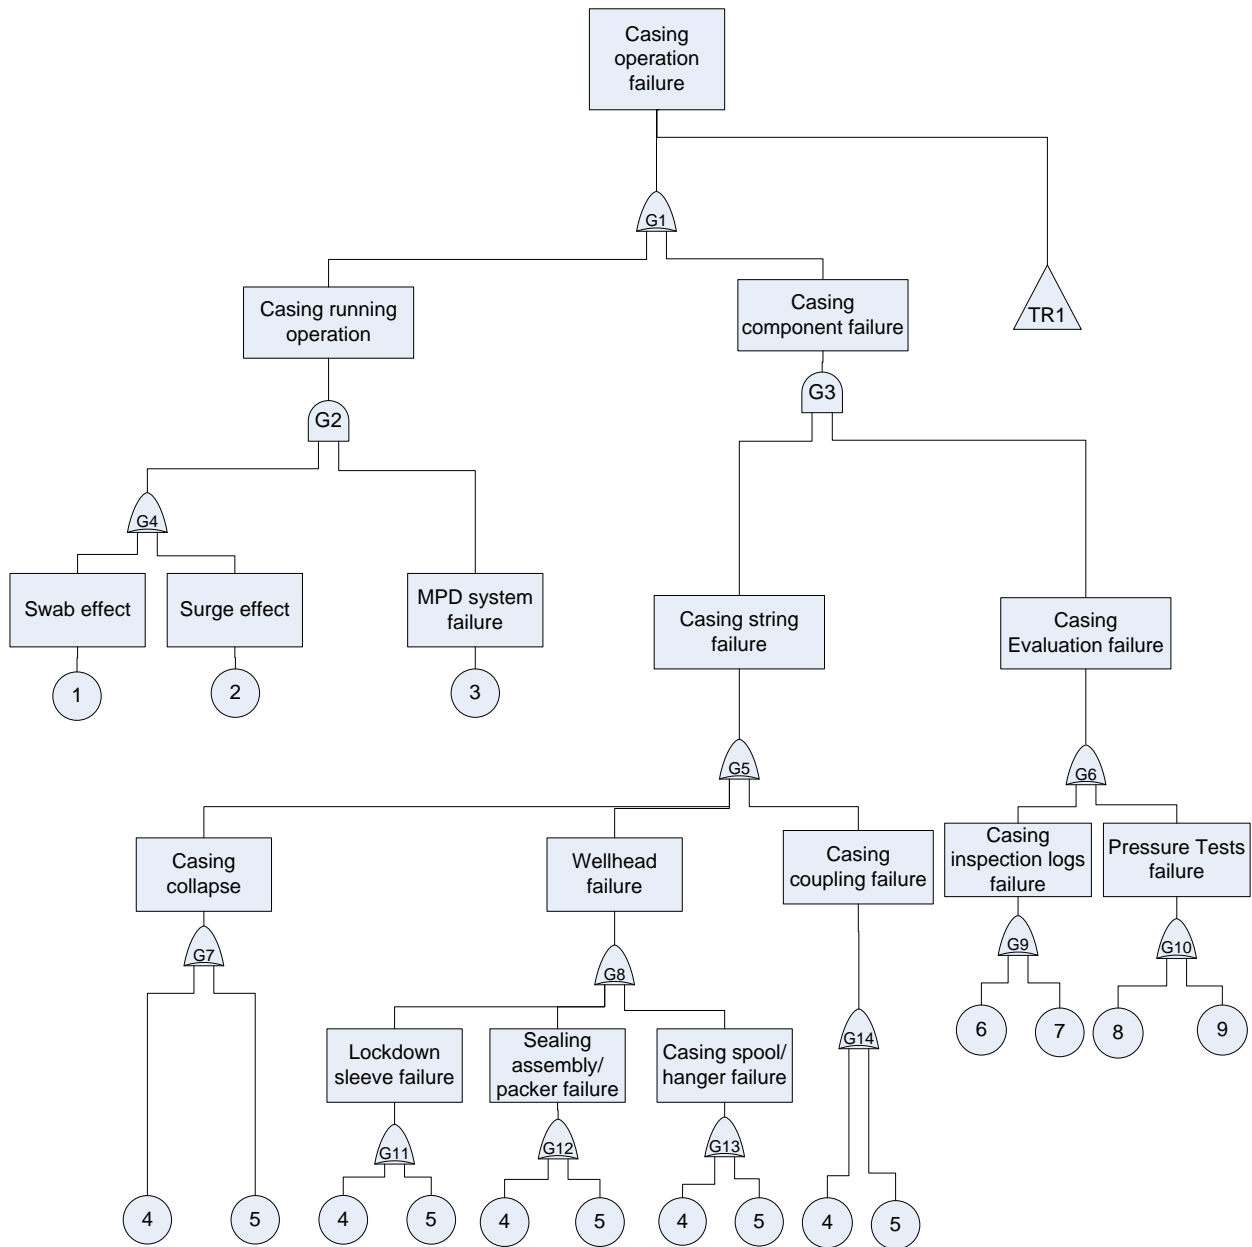 Casing
operation
failure
G1
Casing running
operation
Casing
component failure
TR1
G2
G3
G4
Swab effect
Surge effect
MPD system
failure
Casing string
failure
Casing
Evaluation failure
1
2
3
G5
G6
Casing
collapse
Wellhead
failure
Casing
coupling failure
Casing
inspection logs
failure
Pressure Tests
failure
G7
G8
G9
G10
6
7
8
9
Lockdown
sleeve failure
Sealing
assembly/
packer failure
Casing spool/
hanger failure
G14
G11
G12
G13
4
5
4
5
4
5
4
5
4
5